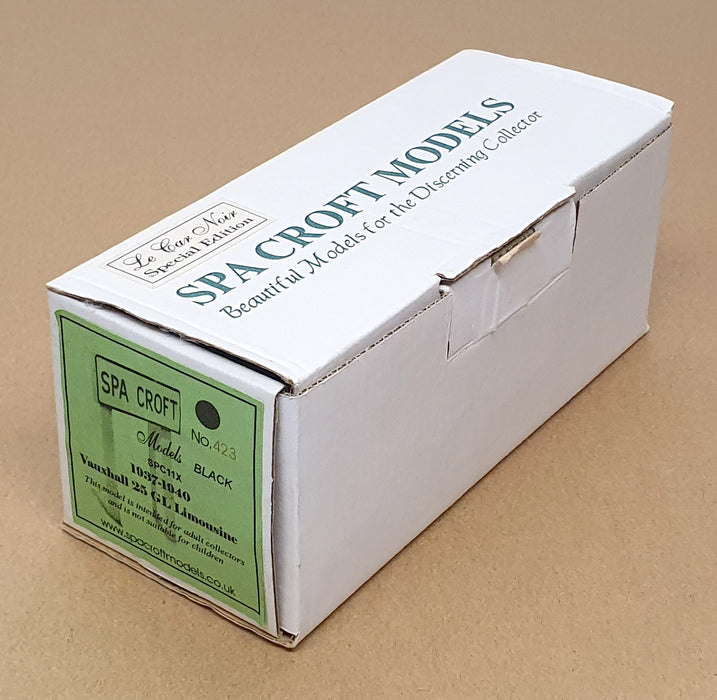 Le Car Noir
Special Edition
SPA CROFT MODELS
Beautiful Models for the Discerning Collector
SPA CROFT
Models
No. 423
SPC11X BLACK
1937-1940
Vauxhall 25 GL Limousine
This model is intended for adult collectors
and is not suitable for children
www.spacroftmodels.co.uk